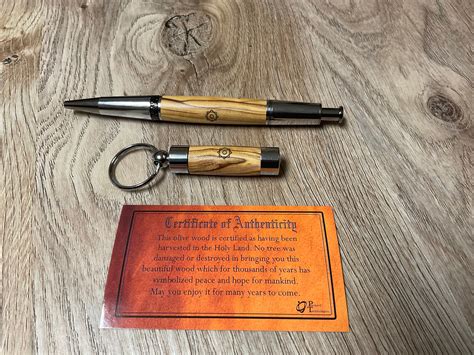 Certificate of Authenticity
This olive wood is certified as having been
harvested in the Holy Land. No tree was
damaged or destroyed in bringing you this
beautiful wood which for thousands of years has
symbolized peace and hope for mankind.
May you enjoy it for many years to come.